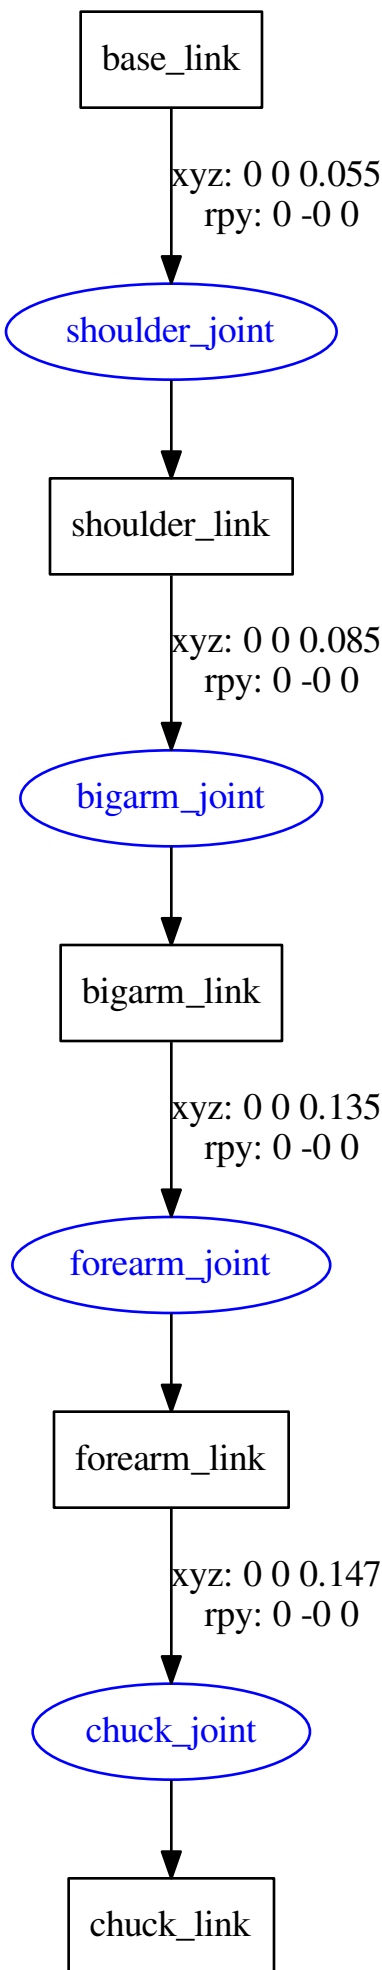 base_link
xyz: 0 0 0.055
rpy: 0 -0 0
shoulder_joint
shoulder_link
xyz: 0 0 0.085
rpy: 0 -0 0
bigarm_joint
bigarm_link
xyz: 0 0 0.135
rpy: 0 -0 0
forearm_joint
forearm_link
xyz: 0 0 0.147
rpy: 0 -0 0
chuck_joint
chuck_link